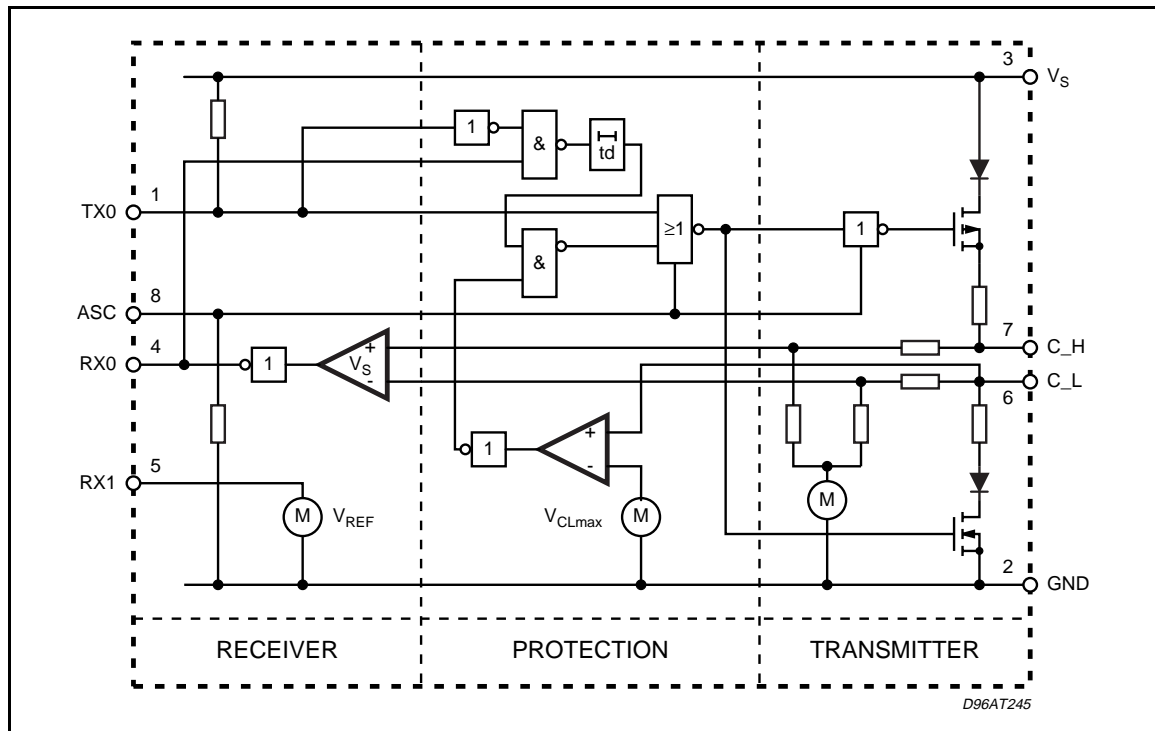 3
V_S
1
&
td
1
TX0
≥1
1
&
8
ASC
7
4
C_H
RX0
1
V_S
+
-
C_L
6
1
+
-
5
RX1
M
V_REF
V_CLmax
M
M
2
GND
RECEIVER
PROTECTION
TRANSMITTER
D96AT245